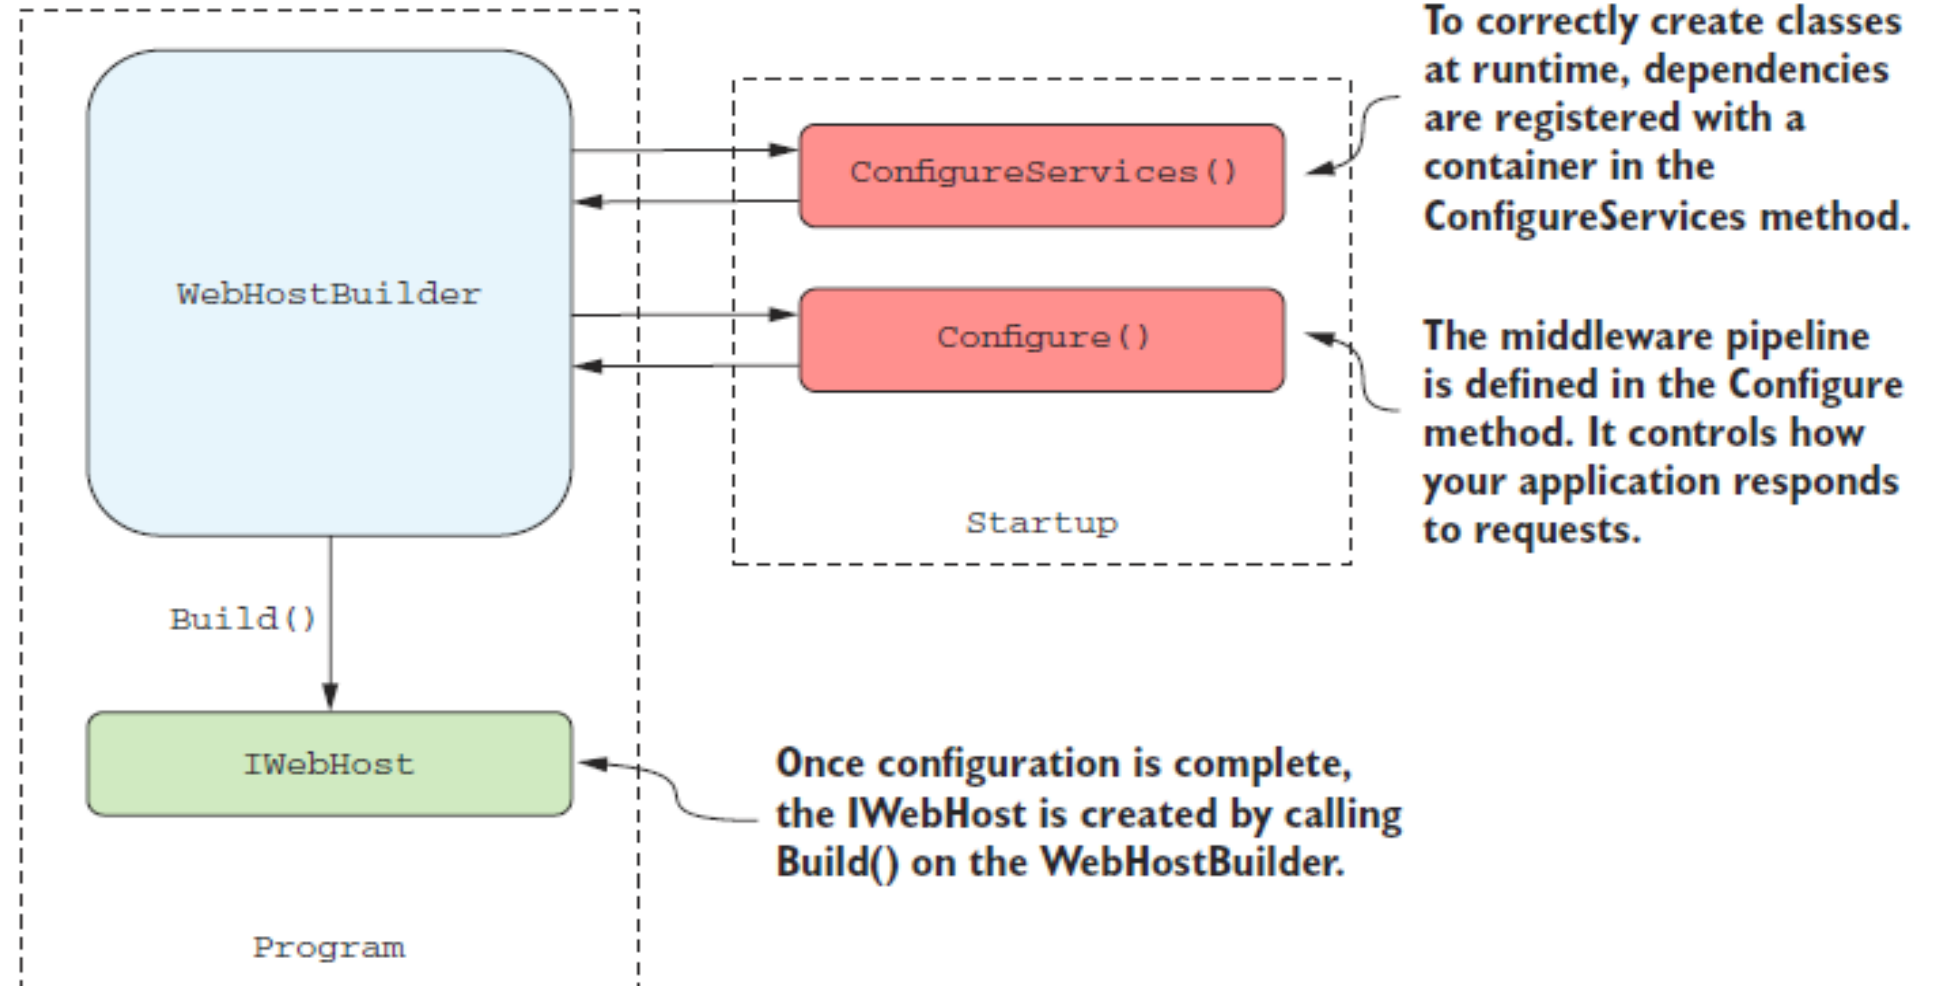 To correctly create classes
at runtime, dependencies
are registered with a
container in the
ConfigureServices method.
ConfigureServices()
WebHostBuilder
Configure()
The middleware pipeline
is defined in the Configure
method. It controls how
your application responds
to requests.
Startup
Build()
IWebHost
Once configuration is complete,
the IWebHost is created by calling
Build() on the WebHostBuilder.
Program